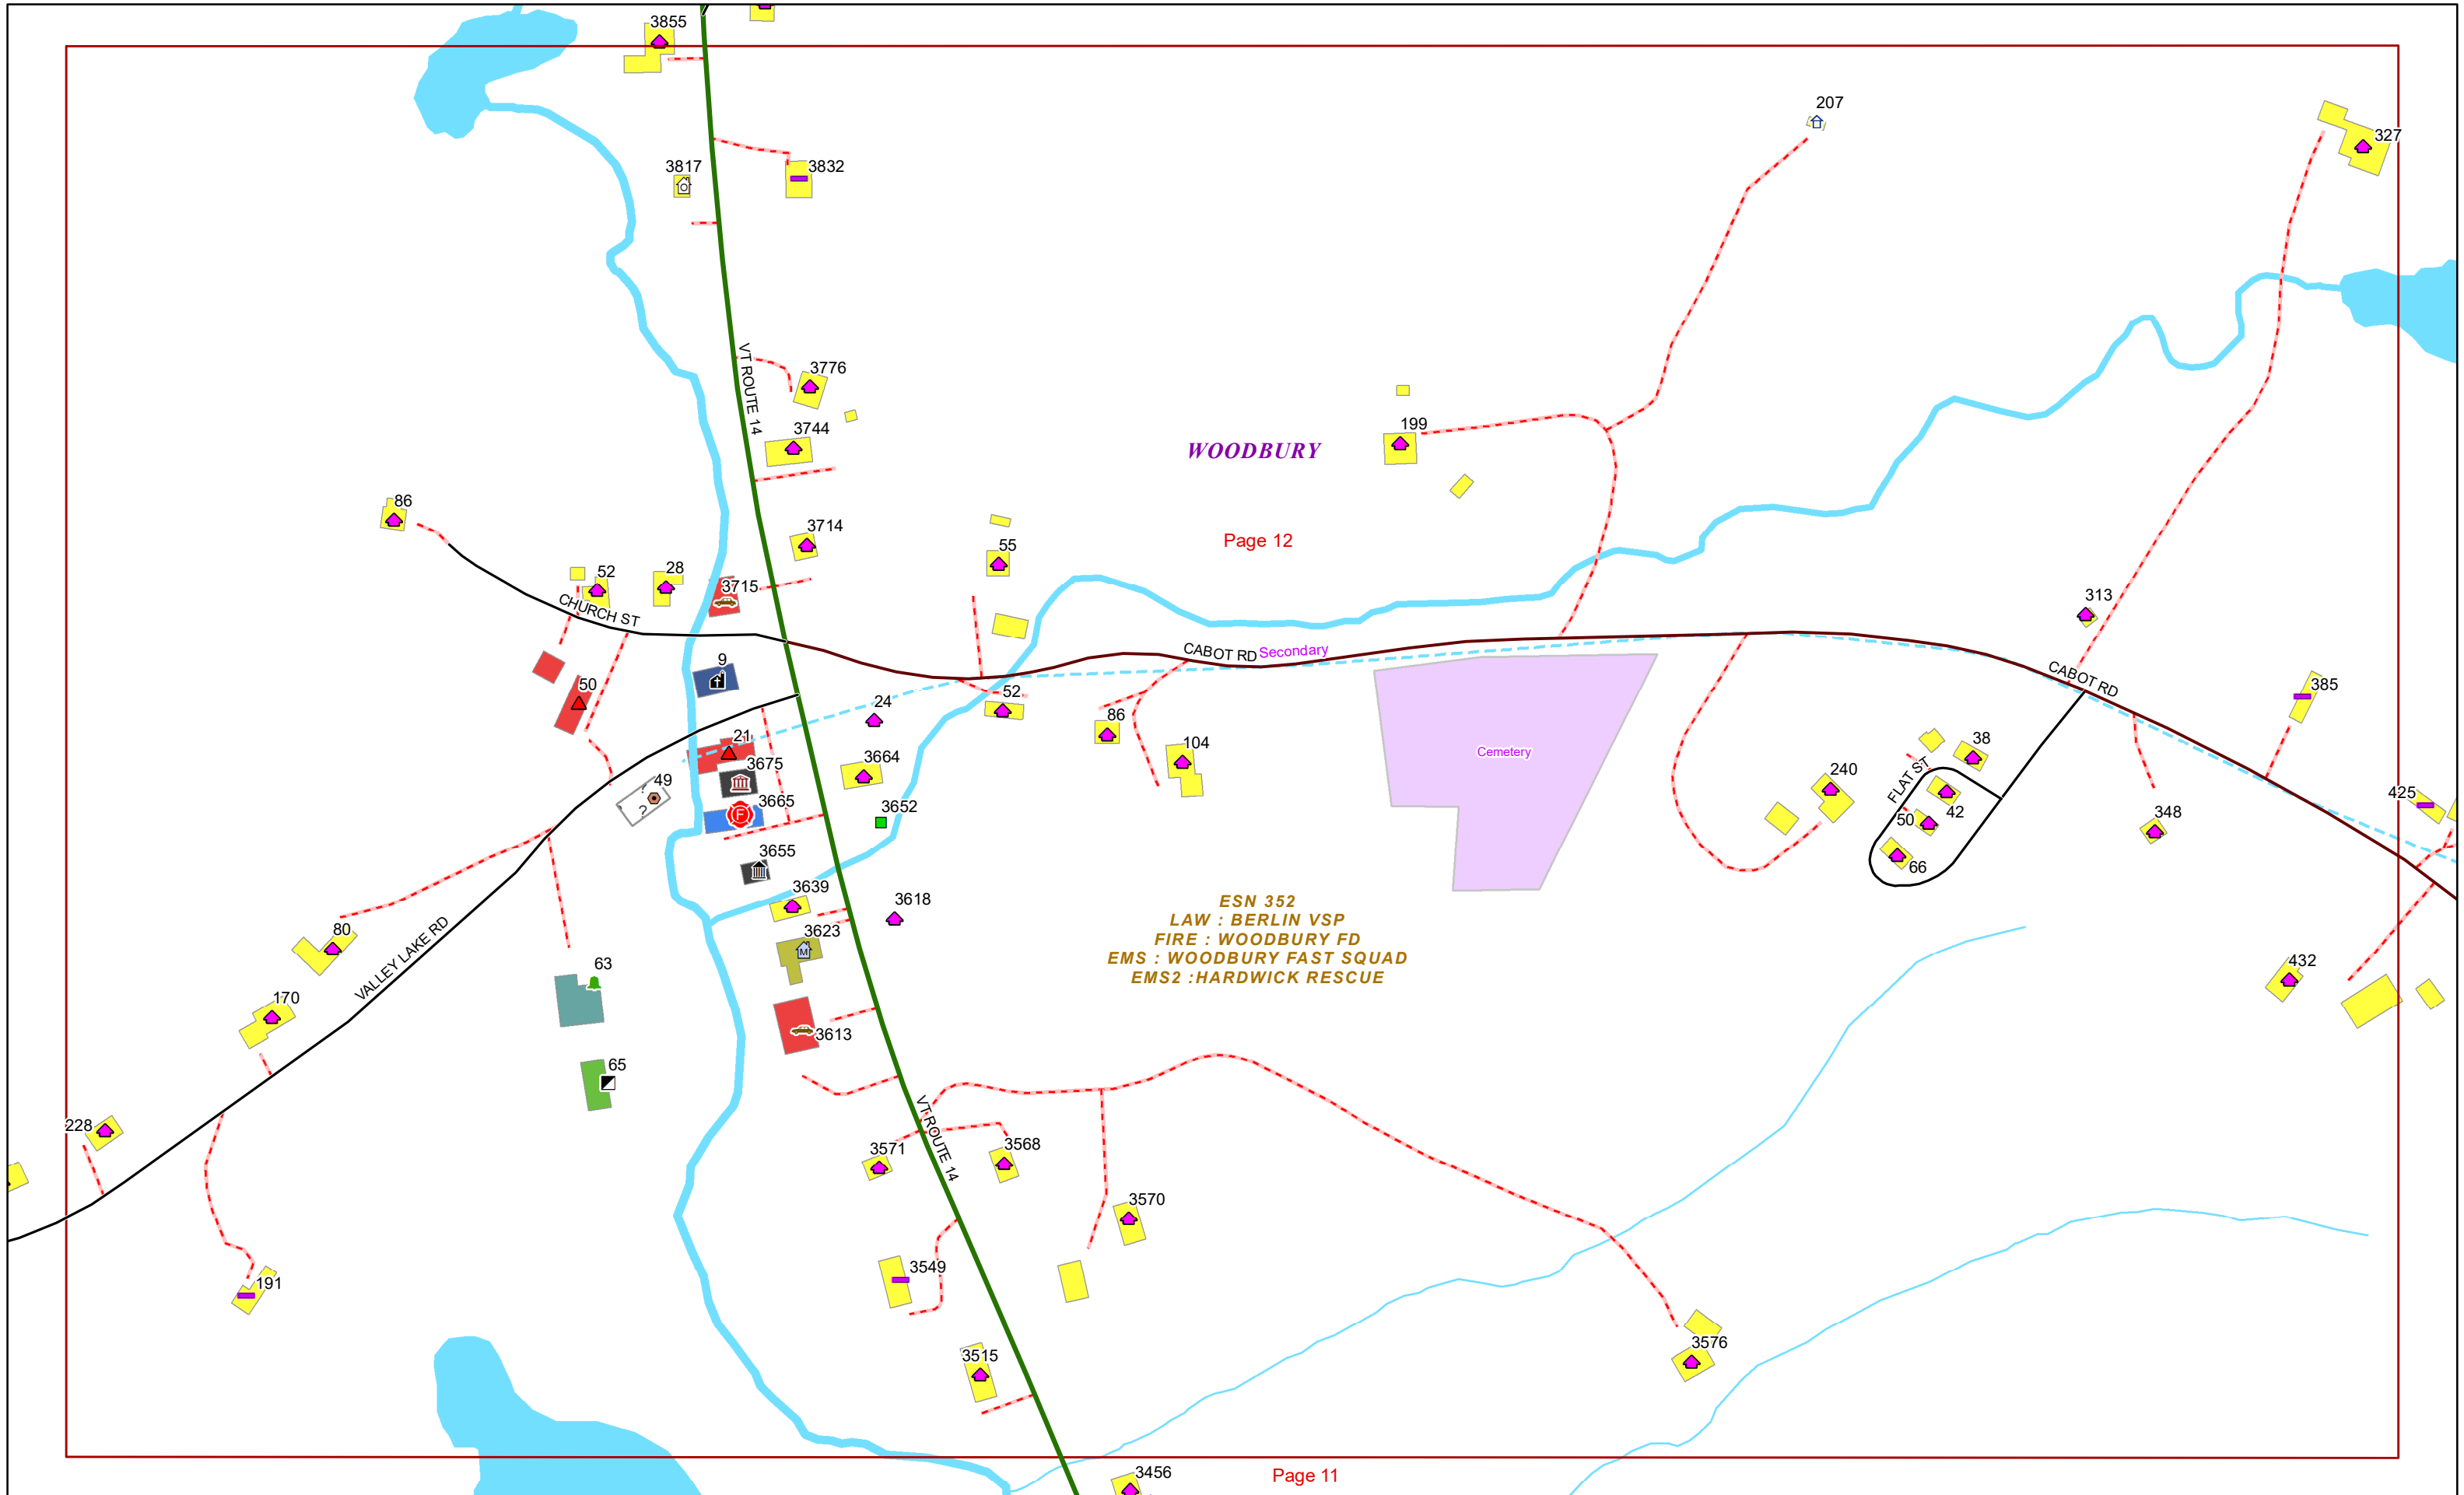 3855
207
327
3817
3832
VT ROUTE 14
3776
3744
199
WOODBURY
86
3714
Page 12
55
52
28
3715
313
CHURCH ST
CABOT RD
Secondary
9
CABOT RD
50
385
52
24
86
21
104
Cemetery
38
3675
3664
FLAT ST
49
240
42
425
3665
3652
50
348
3655
66
3639
3618
ESN 352
LAW : BERLIN VSP
FIRE : WOODBURY FD
EMS : WOODBURY FAST SQUAD
EMS2 :HARDWICK RESCUE
80
3623
VALLEY LAKE RD
63
432
170
M
F
?
3613
65
228
VT ROUTE 14
3571
3568
3570
3549
191
3515
3576
3456
Page 11